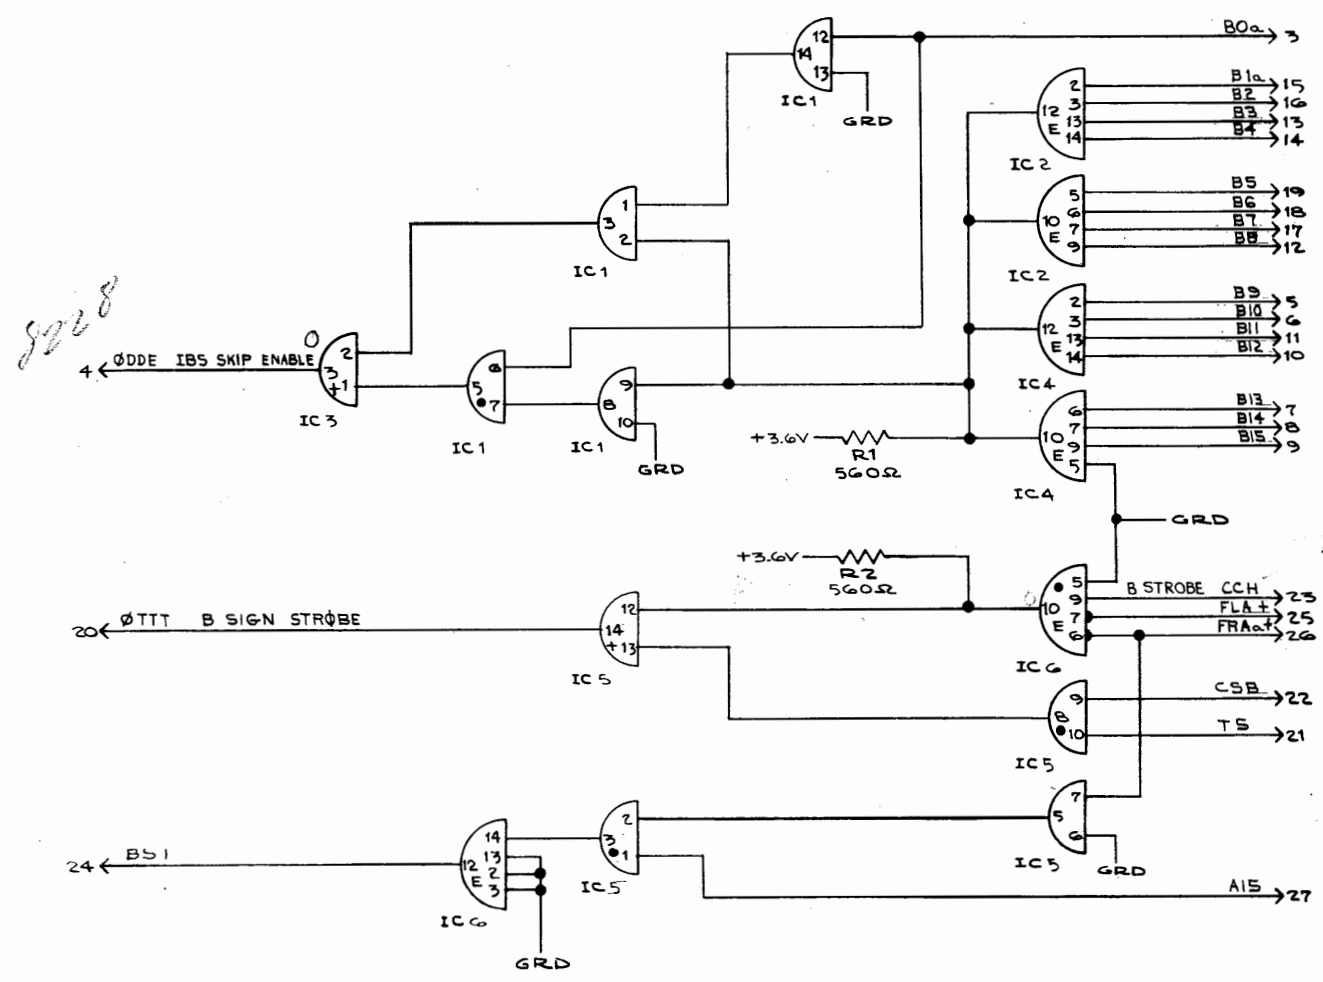 12
14
13
IC1
GRD
B0a 3
2
3
12
13
E
14
IC2
B1a 15
B2 16
B3 13
B4 14
5
6
10
7
E
9
IC2
B5 19
B6 18
B7 17
B8 12
1
3
2
IC1
2
3
12
13
E
14
IC4
B9 5
B10 6
B11 11
B12 10
8228
4 ØDDE IBS SKIP ENABLE
0
2
3
+1
IC3
6
5
7
IC1
9
8
10
IC1
GRD
+3.6V
R1
560Ω
6
7
10
9
E
5
IC4
B13 7
B14 8
B15 9
GRD
+3.6V
R2
560Ω
20 ØTTT B SIGN STRØBE
12
14
+13
IC5
0
5
9
10
7
E
6
IC6
B STROBE CCH 23
FLA+ 25
FRAa+ 26
9
8
10
IC5
CSB 22
TS 21
7
5
6
IC5
GRD
24 BS1
14
13
12
2
E
3
IC6
GRD
2
3
1
IC5
A15 27